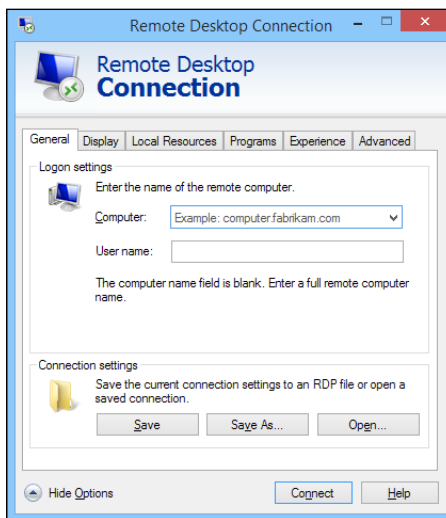 Remote Desktop Connection
Remote Desktop
Connection
General Display Local Resources Programs Experience Advanced
Logon settings
Enter the name of the remote computer.
Computer: Example: computer.fabrikam.com
User name:
The computer name field is blank. Enter a full remote computer
name.
Connection settings
Save the current connection settings to an RDP file or open a
saved connection.
Save Save As... Open...
Hide Options Connect Help